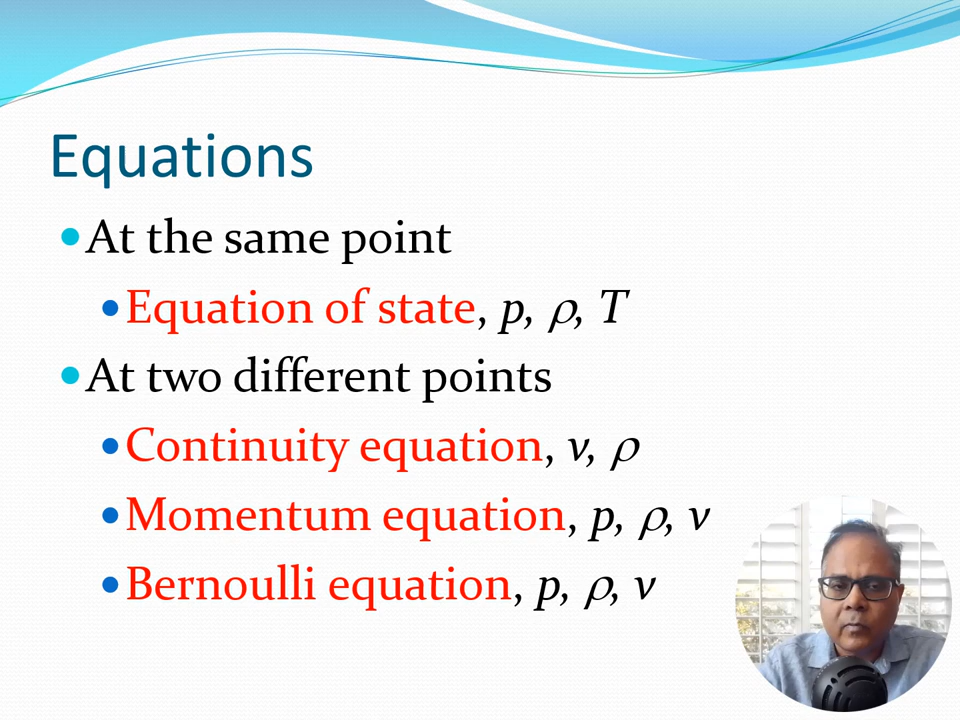 Equations
At the same point
Equation of state, p, ρ, T
At two different points
Continuity equation, v, ρ
Momentum equation, p, ρ, v
Bernoulli equation, p, ρ, v